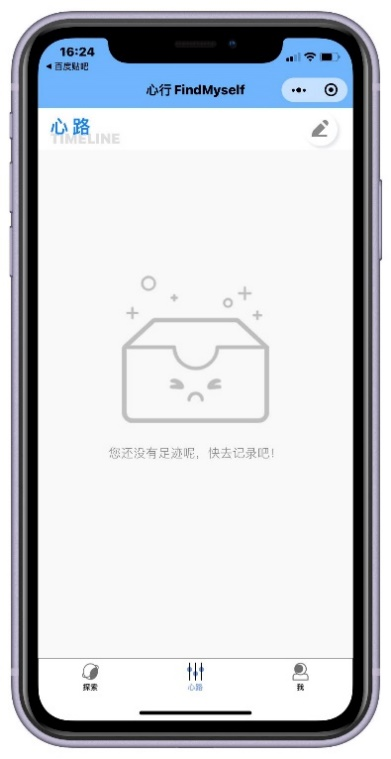 16:24
◀ 百度贴吧
心行 FindMyself
心路
TIMELINE
您还没有足迹呢，快去记录吧！
探索
心路
我